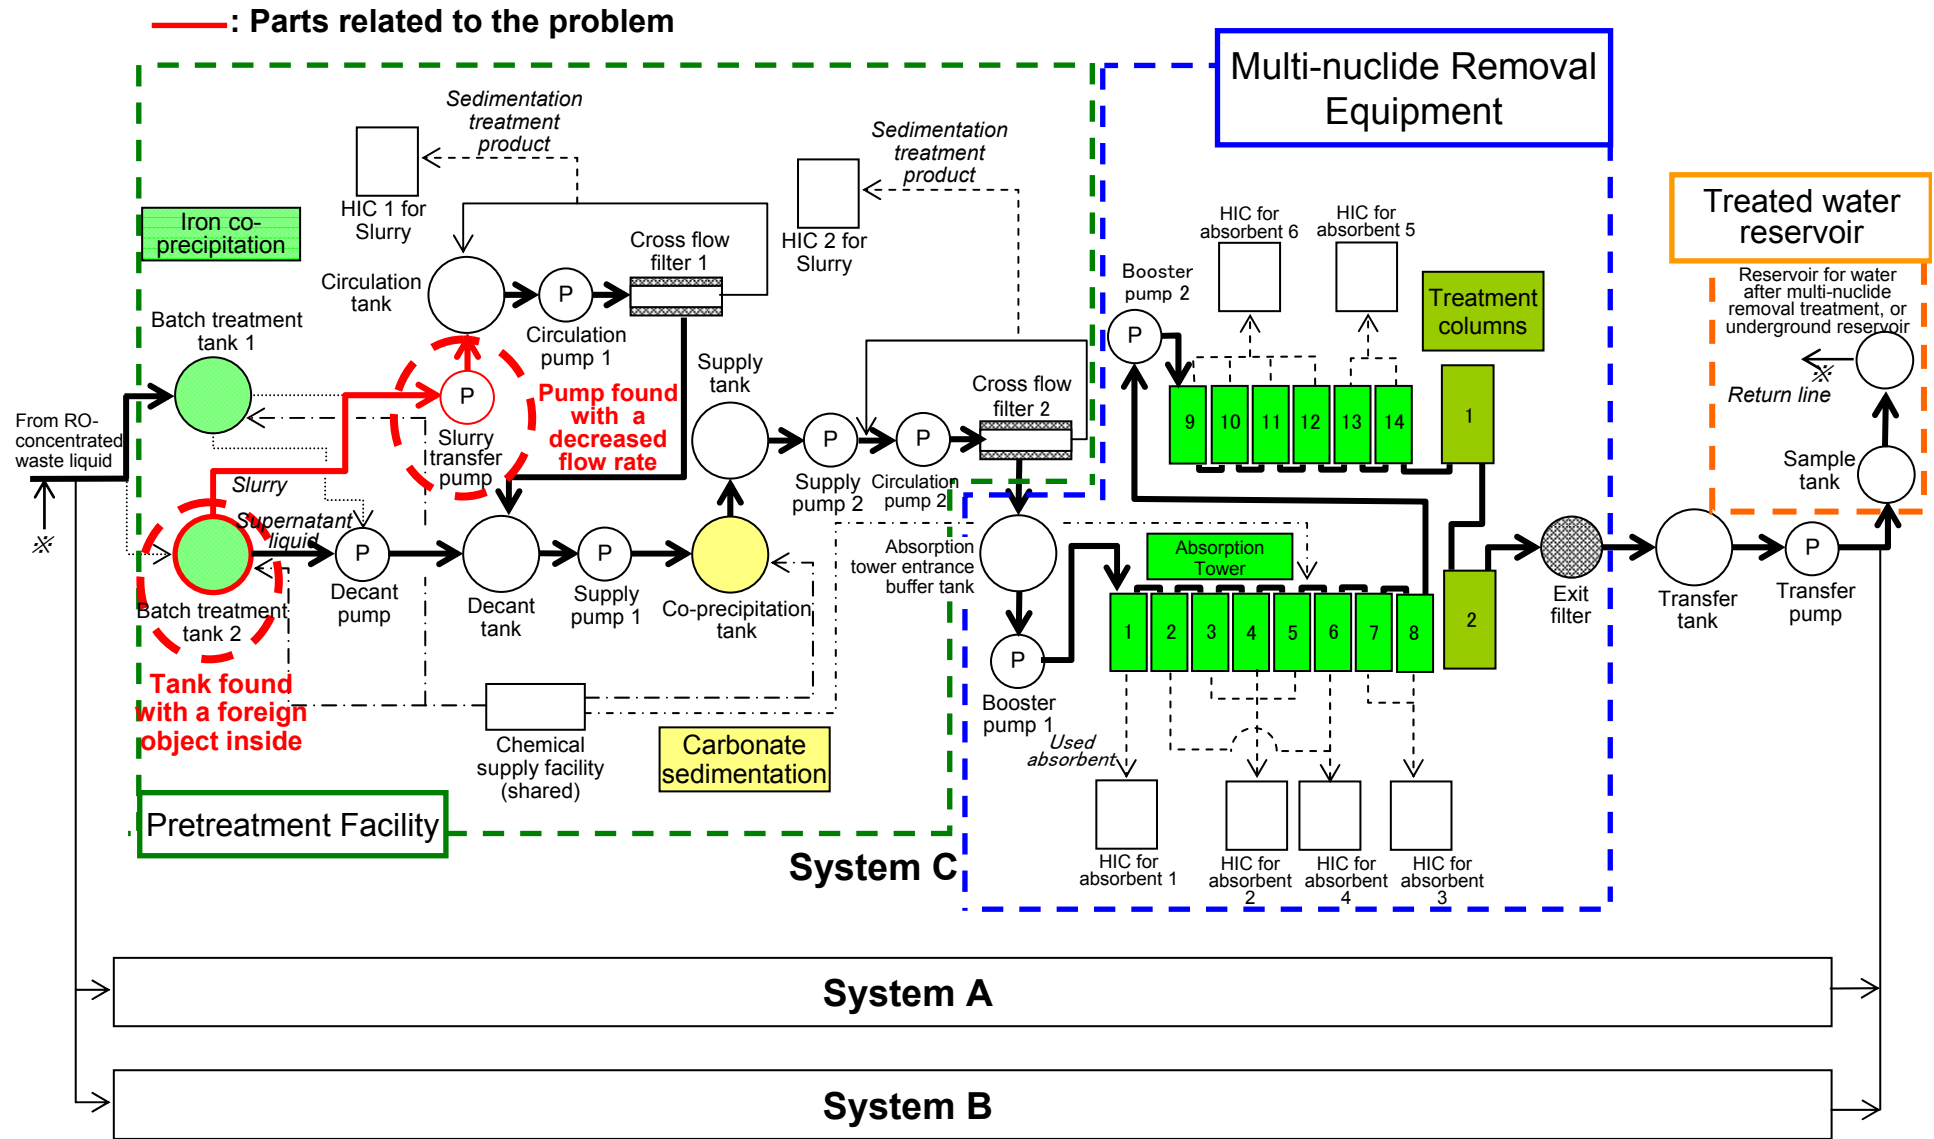 : Parts related to the problem
Multi-nuclide Removal
Equipment
Sedimentation
treatment
product
Sedimentation
treatment
product
HIC 1 for
Slurry
HIC 2 for
Slurry
Iron co-
precipitation
Treated water
reservoir
HIC for
absorbent 6
HIC for
absorbent 5
Circulation
tank
P
Circulation
pump 1
Cross flow
filter 1
Booster
pump 2
P
Treatment
columns
Reservoir for water
after multi-nuclide
removal treatment, or
underground reservoir
※
Return line
Batch treatment
tank 1
P
Slurry
transfer
pump
Pump found
with a
decreased
flow rate
Supply
tank
Cross flow
filter 2
9
10
11
12
13
14
1
From RO-
concentrated
waste liquid
※
Slurry
Supernatant
liquid
P
Supply
pump 2
P
Circulation
pump 2
Sample
tank
Batch treatment
tank 2
P
Decant
pump
Decant
tank
P
Supply
pump 1
Co-precipitation
tank
Absorption
tower entrance
buffer tank
Absorption
Tower
1
2
3
4
5
6
7
8
2
Exit
filter
Transfer
tank
P
Transfer
pump
P
Booster
pump 1
Tank found
with a foreign
object inside
Chemical
supply facility
(shared)
Carbonate
sedimentation
Used
absorbent
Pretreatment Facility
System C
HIC for
absorbent 1
HIC for
absorbent
2
HIC for
absorbent
4
HIC for
absorbent
3
System A
System B